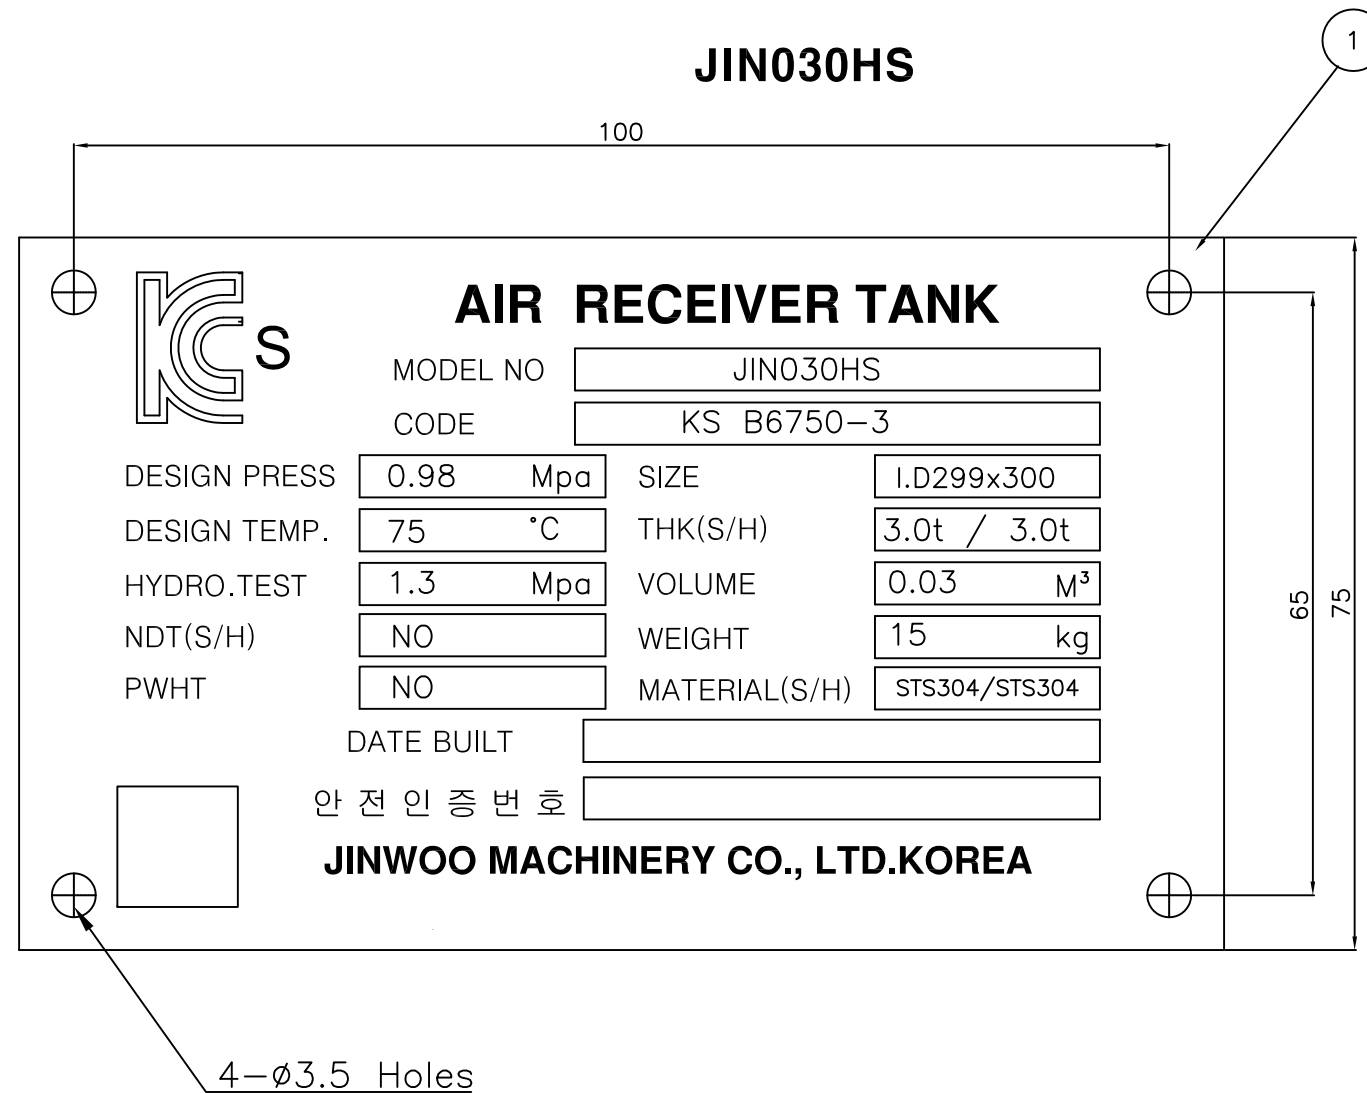 JIN030HS
1
100
KC S
AIR RECEIVER TANK
MODEL NO JIN030HS
CODE KS B6750-3
DESIGN PRESS 0.98 Mpa SIZE I.D299x300
DESIGN TEMP. 75 °C THK(S/H) 3.0t / 3.0t
HYDRO.TEST 1.3 Mpa VOLUME 0.03 M³
NDT(S/H) NO WEIGHT 15 kg
PWHT NO MATERIAL(S/H) STS304/STS304
65
75
DATE BUILT
안전인증번호
JINWOO MACHINERY CO., LTD.KOREA
4-ø3.5 Holes